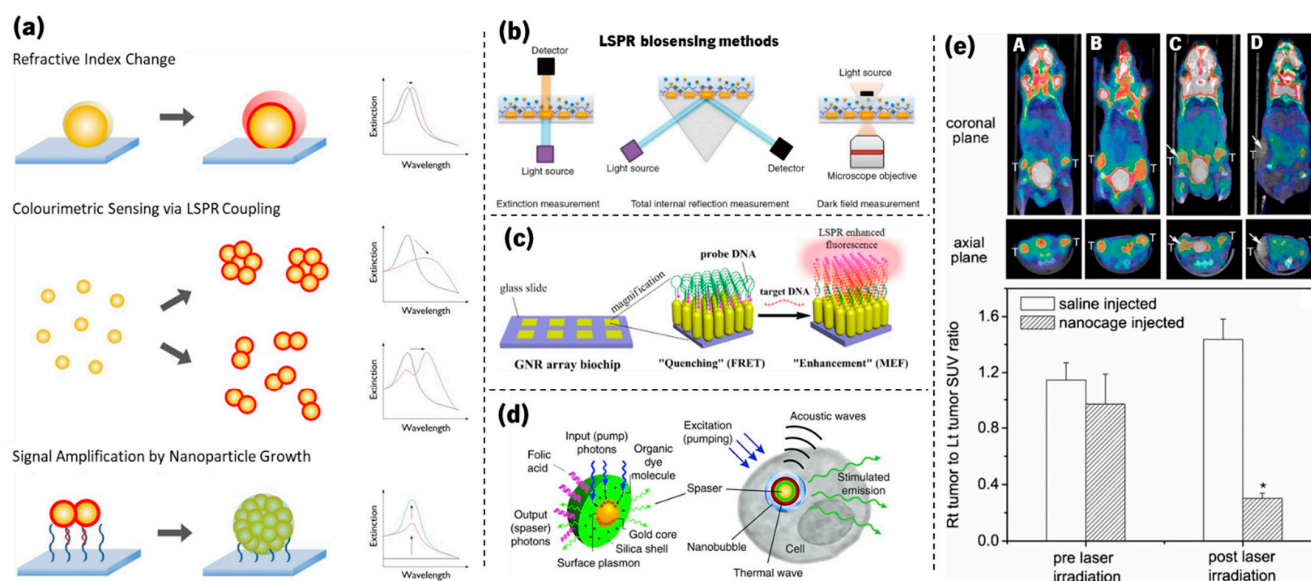 (a)
Refractive Index Change
Extinction
Wavelength
Colourimetric Sensing via LSPR Coupling
Extinction
Wavelength
Extinction
Wavelength
Signal Amplification by Nanoparticle Growth
Extinction
Wavelength
(b)
LSPR biosensing methods
Detector
Light source
Extinction measurement
Light source
Detector
Total internal reflection measurement
Light source
Microscope objective
Dark field measurement
(c)
glass slide
magnification
GNR array biochip
probe DNA
target DNA
LSPR enhanced
fluorescence
"Quenching" (FRET)
"Enhancement" (MEF)
(d)
Input (pump)
photons
Organic
dye
molecule
Folic
acid
Spaser
Output
(spaser)
photons
Gold core
Silica shell
Surface plasmon
Excitation
(pumping)
Acoustic waves
Stimulated
emission
Nanobubble
Cell
Thermal wave
(e)
A
B
C
D
coronal
plane
T
T
T
T
axial
plane
T
T
T
T
Rt tumor to Lt tumor SUV ratio
saline injected
nanocage injected
1.6
1.2
0.8
0.4
0.0
*
pre laser
irradiation
post laser
irradiation